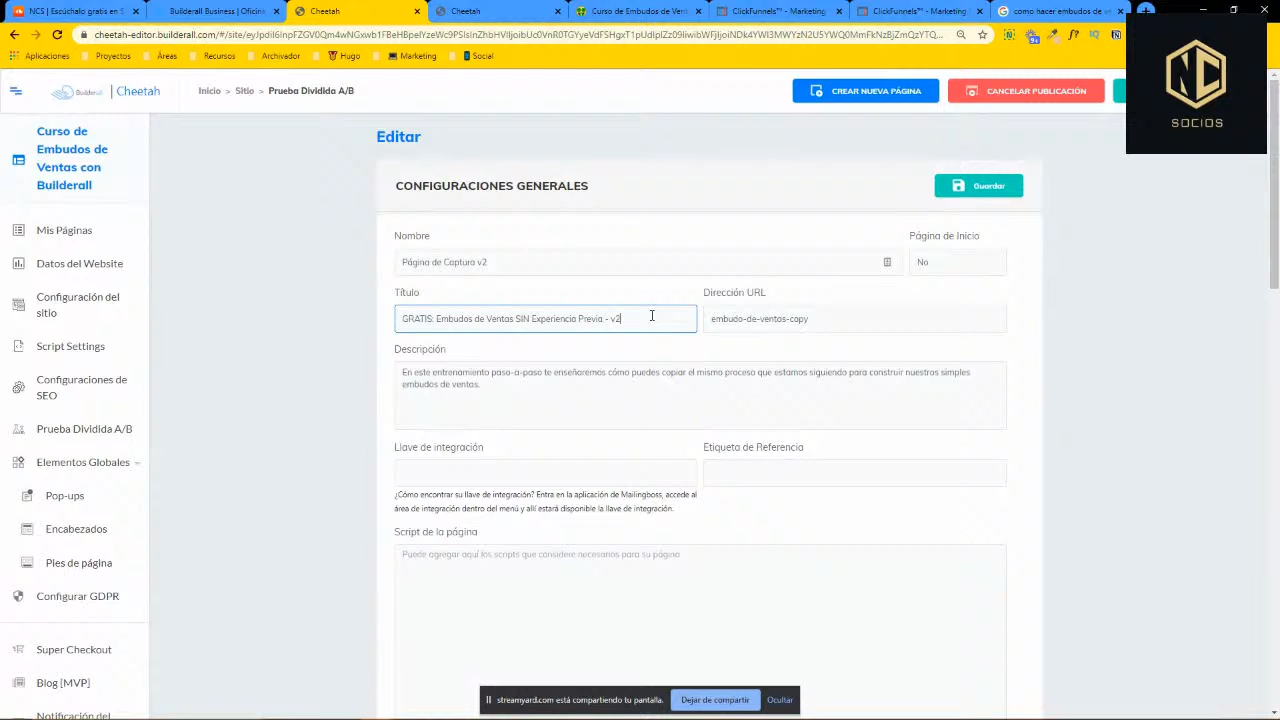 NCS | Escúchalo gratis en So
Builderall Business | Oficin
Cheetah
Cheetah
Curso de Embudos de Vent
ClickFunnels™ - Marketing
ClickFunnels™ - Marketing
como hacer embudos de ve
Aplicaciones
Proyectos
Áreas
Recursos
Archivador
Hugo
Marketing
Social
NC
SOCIOS
Builderall | Cheetah
Inicio > Sitio > Prueba Dividida A/B
CREAR NUEVA PÁGINA
CANCELAR PUBLICACIÓN
Curso de
Embudos de
Ventas con
Builderall
Mis Páginas
Datos del Website
Configuración del
sitio
Script Settings
Configuraciones de
SEO
Prueba Dividida A/B
Elementos Globales
Pop-ups
Encabezados
Pies de página
Configurar GDPR
Super Checkout
Blog [MVP]
Notificación del
Editar
CONFIGURACIONES GENERALES
Guardar
Nombre
Página de Inicio
Página de Captura v2
No
Título
Dirección URL
GRATIS: Embudos de Ventas SIN Experiencia Previa - v2
embudo-de-ventas-copy
Descripción
En este entrenamiento paso-a-paso te enseñaremos cómo puedes copiar el mismo proceso que estamos siguiendo para construir nuestros simples
embudos de ventas.
Llave de integración
Etiqueta de Referencia
¿Cómo encontrar su llave de integración? Entra en la aplicación de Mailingboss, accede al
área de integración dentro del menú y allí estará disponible la llave de integración.
Script de la página
Puede agregar aquí los scripts que considere necesarios para su página
streamyard.com está compartiendo tu pantalla.
Dejar de compartir
Ocultar